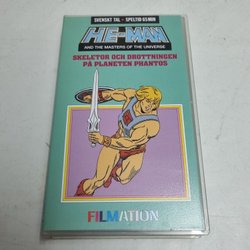 SVENSKT TAL - SPELTID 65 MIN
HE-MAN
AND THE MASTERS OF THE UNIVERSE
SKELETOR OCH DROTTNINGEN
PÅ PLANETEN PHANTOS
FILMATION